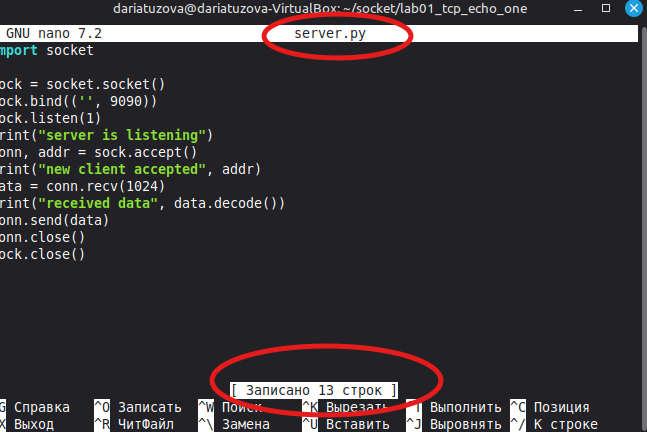 dariatuzova@dariatuzova-VirtualBox: ~/socket/lab01_tcp_echo_one
GNU nano 7.2 server.py
mport socket
ock = socket.socket()
ock.bind(('', 9090))
ock.listen(1)
rint("server is listening")
onn, addr = sock.accept()
rint("new client accepted", addr)
ata = conn.recv(1024)
rint("received data", data.decode())
onn.send(data)
onn.close()
ock.close()
[ Записано 13 строк ]
G Справка ^O Записать ^W Поиск ^K Вырезать ^T Выполнить ^C Позиция
X Выход ^R ЧитФайл ^\ Замена ^U Вставить ^J Выровнять ^/ К строке